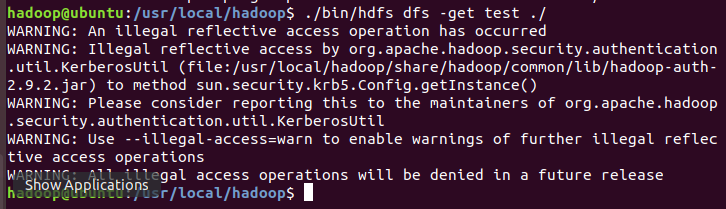 hadoop@ubuntu:/usr/local/hadoop$ ./bin/hdfs dfs -get test ./
WARNING: An illegal reflective access operation has occurred
WARNING: Illegal reflective access by org.apache.hadoop.security.authentication
.util.KerberosUtil (file:/usr/local/hadoop/share/hadoop/common/lib/hadoop-auth-
2.9.2.jar) to method sun.security.krb5.Config.getInstance()
WARNING: Please consider reporting this to the maintainers of org.apache.hadoop
.security.authentication.util.KerberosUtil
WARNING: Use --illegal-access=warn to enable warnings of further illegal reflec
tive access operations
WARNING: All illegal access operations will be denied in a future release
Show Applications
hadoop@ubuntu:/usr/local/hadoop$